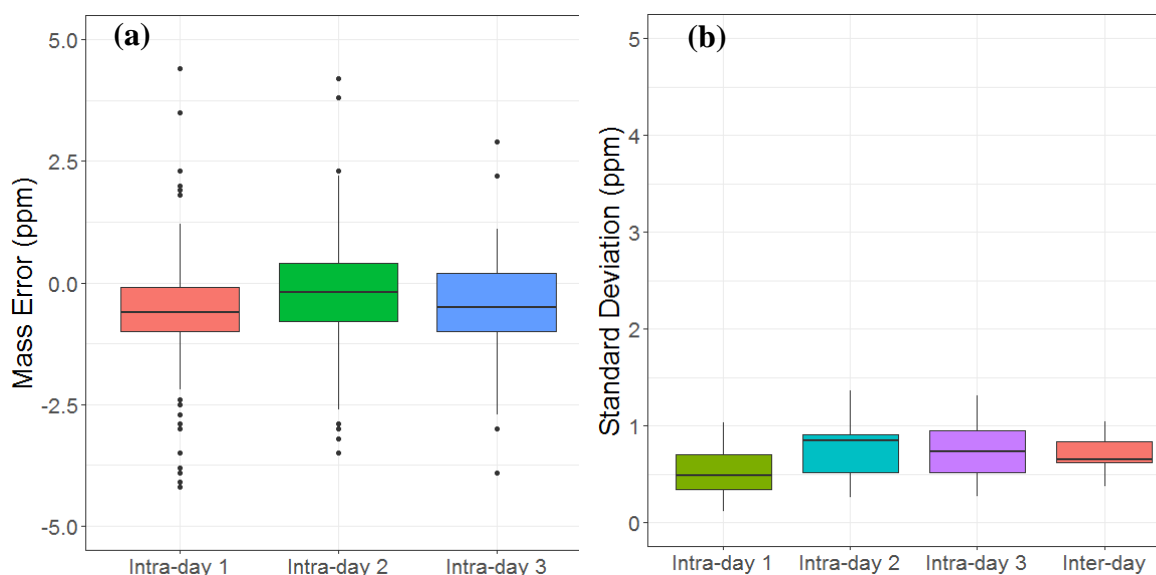 (a)
Mass Error (ppm)
5.0
2.5
0.0
-2.5
-5.0
Intra-day 1 Intra-day 2 Intra-day 3
(b)
Standard Deviation (ppm)
5
4
3
2
1
0
Intra-day 1 Intra-day 2 Intra-day 3 Inter-day